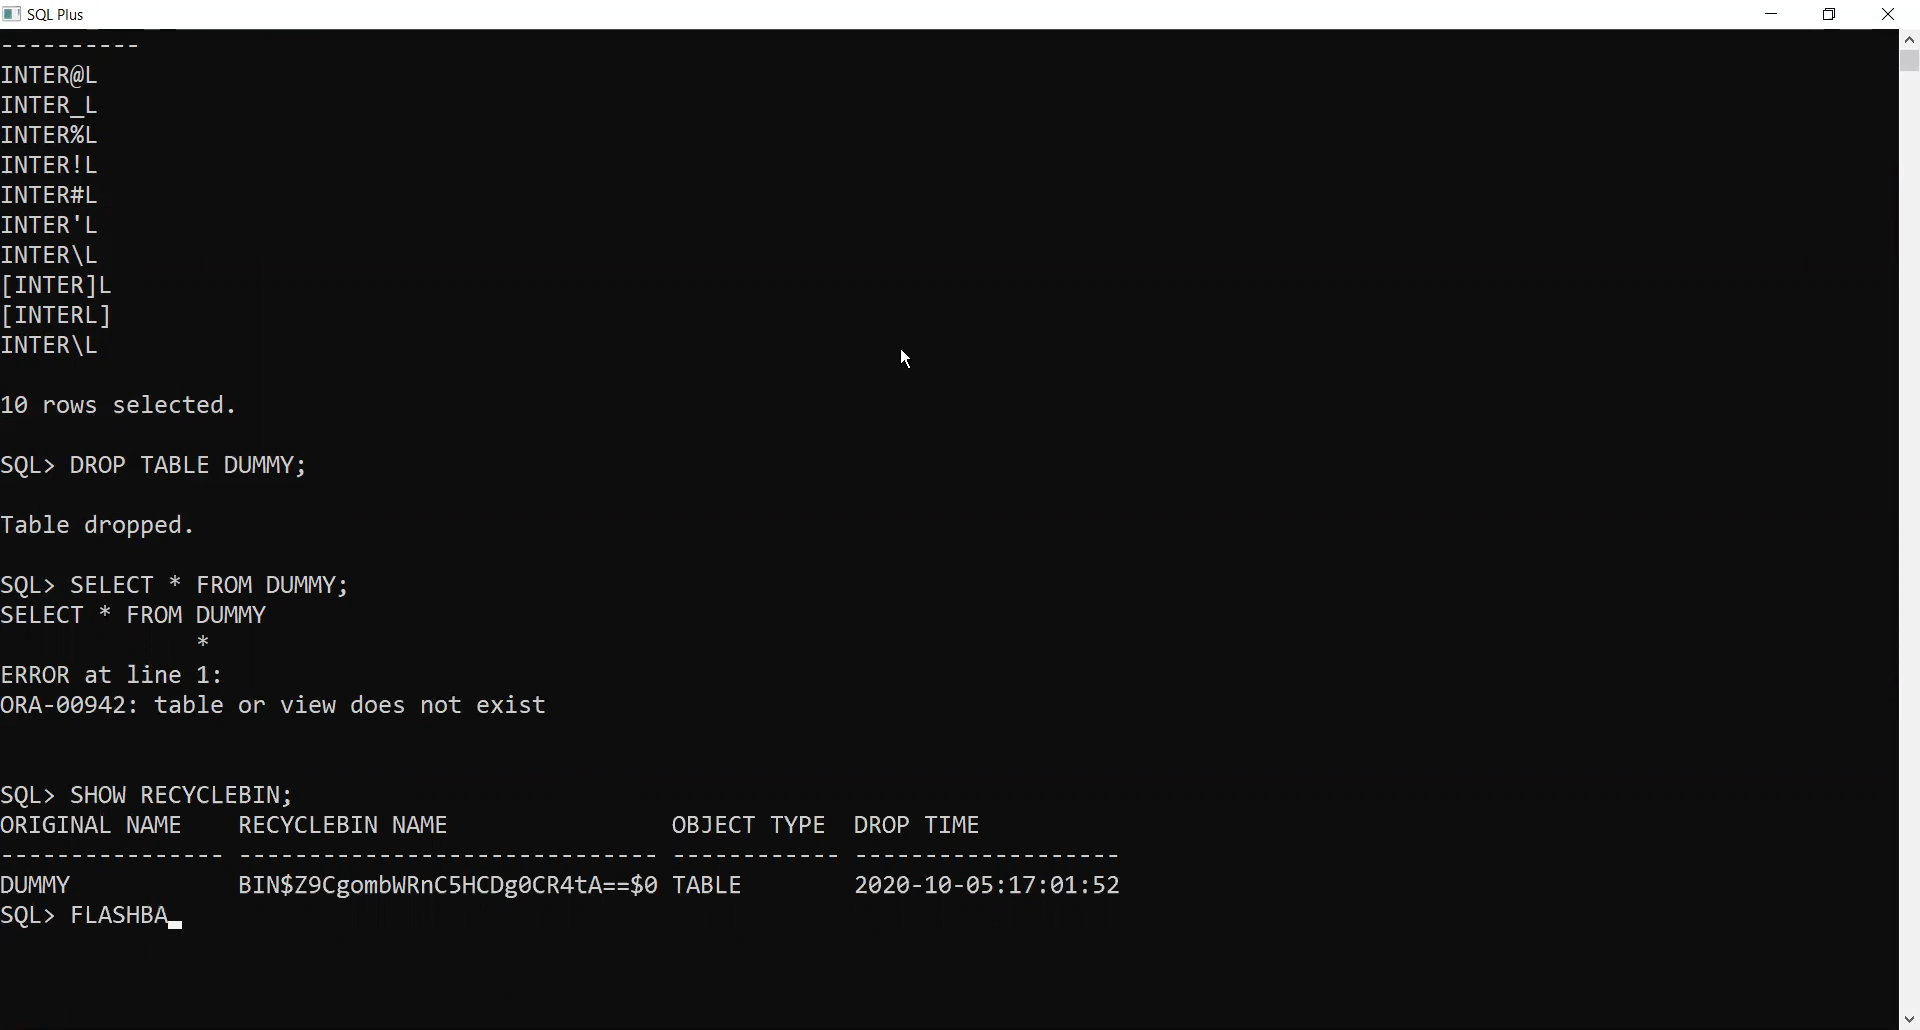 SQL Plus
----------
INTER@L
INTER_L
INTER%L
INTER!L
INTER#L
INTER'L
INTER\L
[INTER]L
[INTERL]
INTER\L
10 rows selected.
SQL> DROP TABLE DUMMY;
Table dropped.
SQL> SELECT * FROM DUMMY;
SELECT * FROM DUMMY
*
ERROR at line 1:
ORA-00942: table or view does not exist
SQL> SHOW RECYCLEBIN;
ORIGINAL NAME    RECYCLEBIN NAME                OBJECT TYPE  DROP TIME
---------------- ------------------------------ ------------ -------------------
DUMMY            BIN$Z9CgombWRnC5HCDg0CR4tA==$0 TABLE        2020-10-05:17:01:52
SQL> FLASHBA